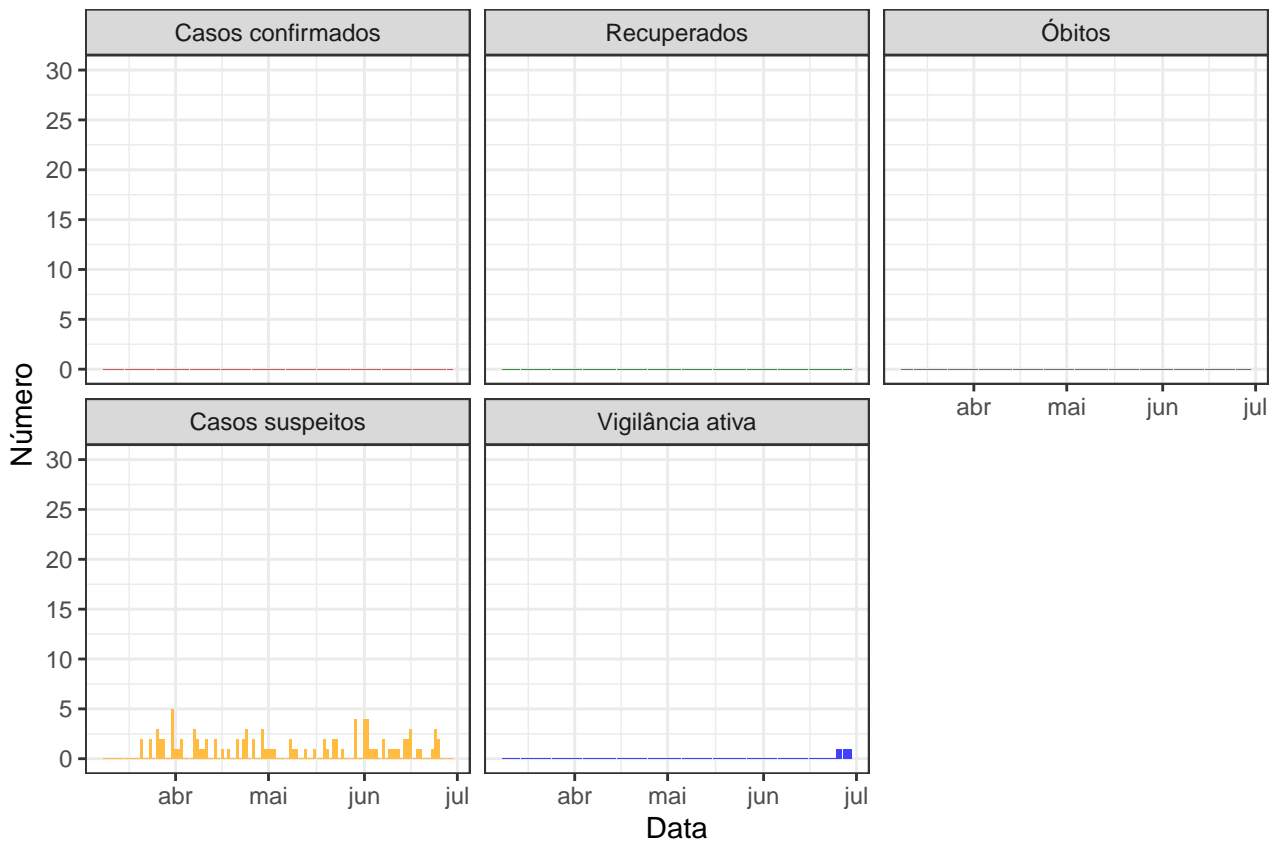 Casos confirmados
Recuperados
Óbitos
30
25
20
15
10
5
0
abr mai jun jul
Casos suspeitos
Vigilância ativa
30
25
20
15
10
5
0
abr mai jun jul
abr mai jun jul
Número
Data